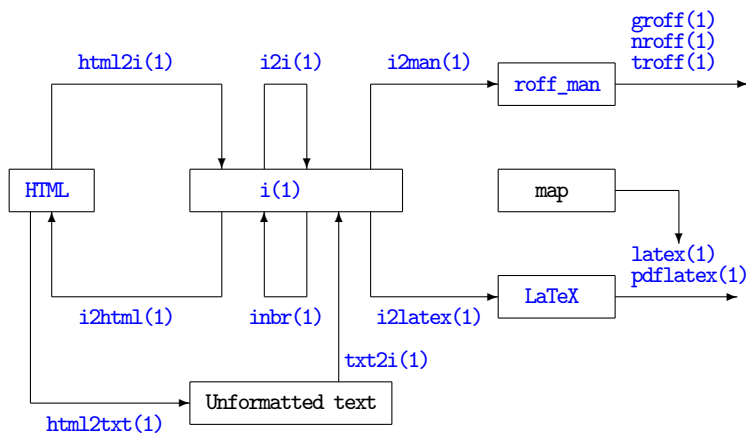 groff(1)
nroff(1)
troff(1)
html2i(1)
i2i(1)
i2man(1)
roff_man
HTML
i(1)
map
latex(1)
pdflatex(1)
LaTeX
i2html(1)
inbr(1)
i2latex(1)
txt2i(1)
Unformatted text
html2txt(1)